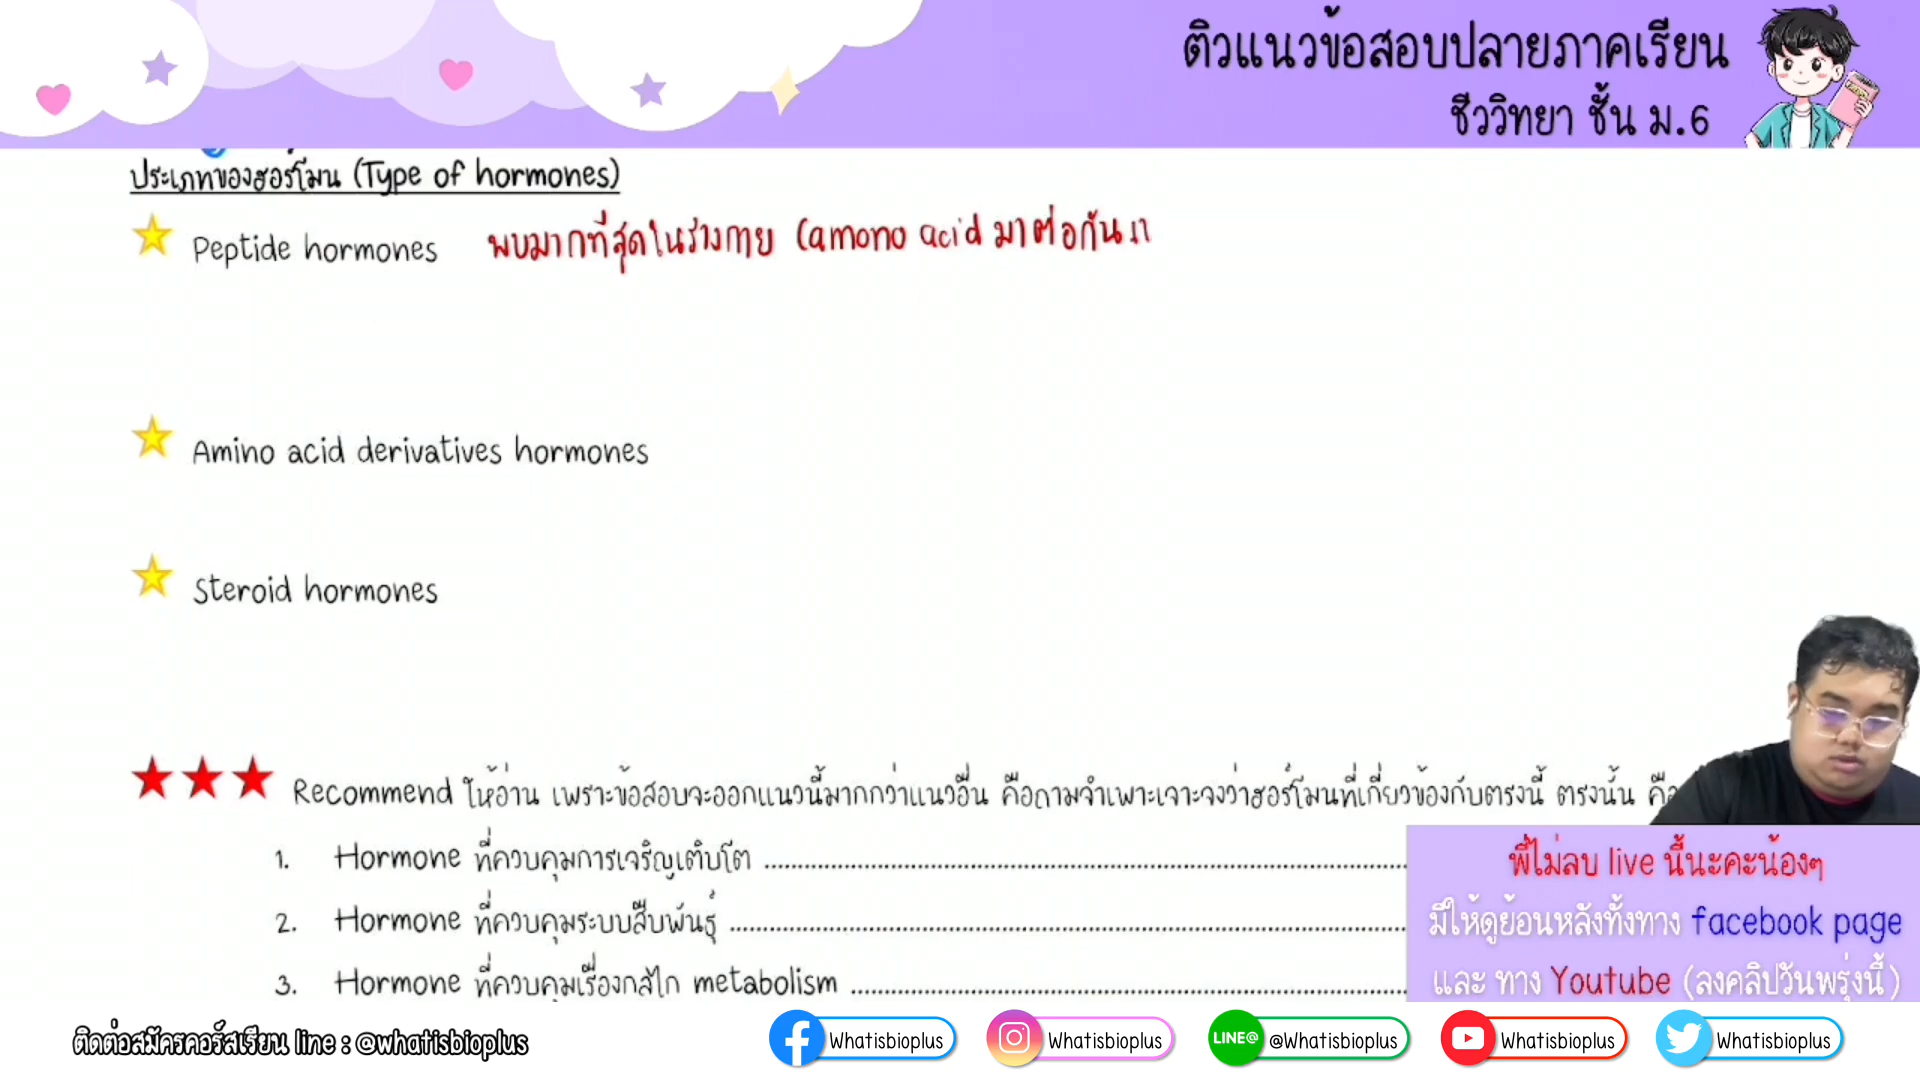 ติวแนวข้อสอบปลายภาคเรียน
ชีววิทยา ชั้น ม.6
ประเภทของฮอร์โมน (Type of hormones)
Peptide hormones พบมากที่สุดในร่างกาย (amono acid มาต่อกัน
Amino acid derivatives hormones
Steroid hormones
Recommend ให้อ่าน เพราะข้อสอบจะออกแนวนี้มากกว่าแนวอื่น คือถามจำเพาะเจาะจงว่าฮอร์โมนที่เกี่ยวข้องกับตรงนี้ ตรงนั้น
1. Hormone ที่ควบคุมการเจริญเติบโต
2. Hormone ที่ควบคุมระบบสืบพันธุ์
3. Hormone ที่ควบคุมเรื่องกลไก metabolism
พี่ไม่ลบ live นี้นะคะน้องๆ
มีให้ดูย้อนหลังทั้งทาง facebook page
และ ทาง Youtube (ลงคลิปวันพรุ่งนี้)
ติดต่อสมัครคอร์สเรียน line : @whatisbioplus
Whatisbioplus
Whatisbioplus
LINE@ @Whatisbioplus
Whatisbioplus
Whatisbioplus